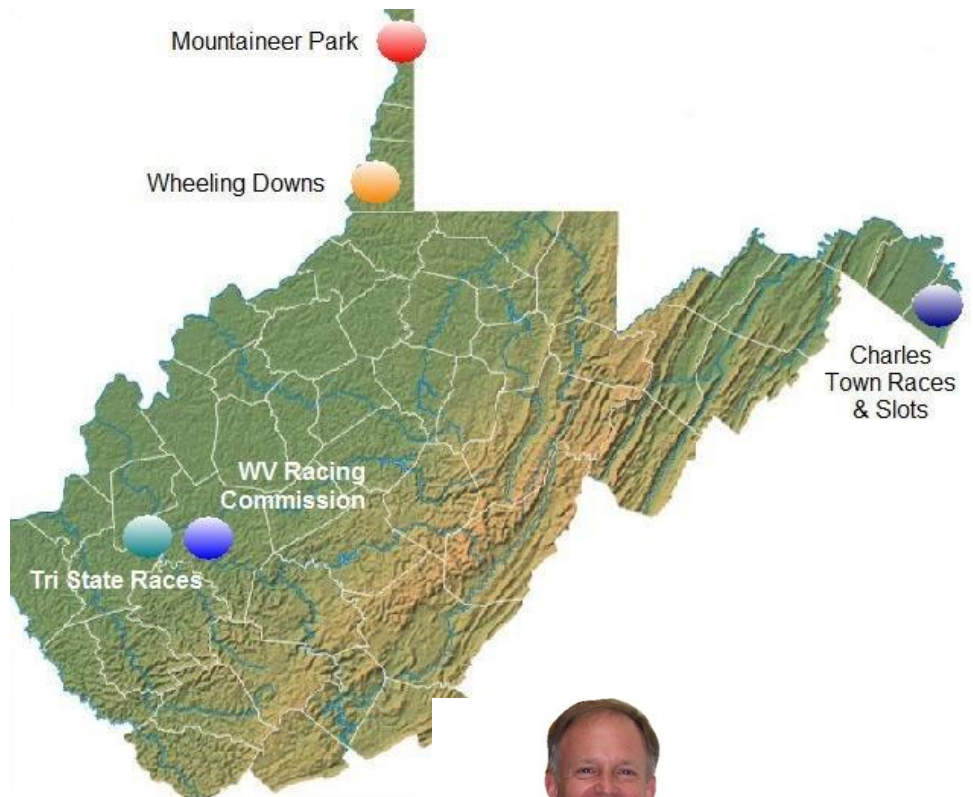 Mountaineer Park
Wheeling Downs
Charles
Town Races
& Slots
WV Racing
Commission
Tri State Races